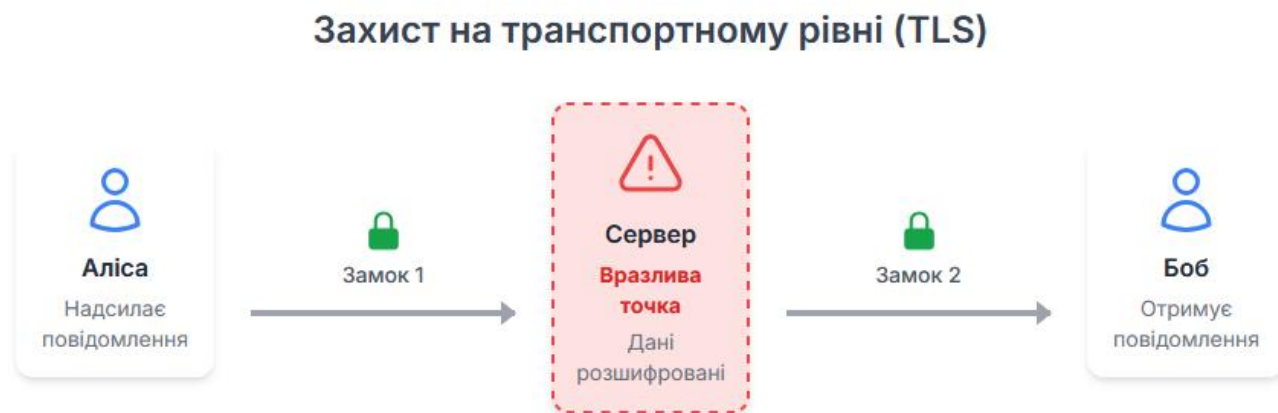 Захист на транспортному рівні (TLS)
Аліса
Надсилає
повідомлення
Замок 1
Сервер
Вразлива
точка
Дані
розшифровані
Замок 2
Боб
Отримує
повідомлення